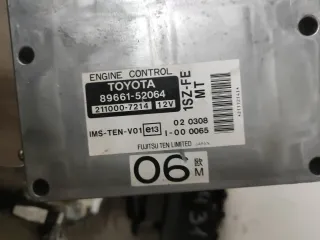 ENGINE CONTROL
TOYOTA
89661-52064
211000-7214 12V
1SZ-FE
MT
IMS-TEN-V01 e13 02 0308
I-00 0065
FUJITSU TEN LIMITED JAPAN
06 欧
M